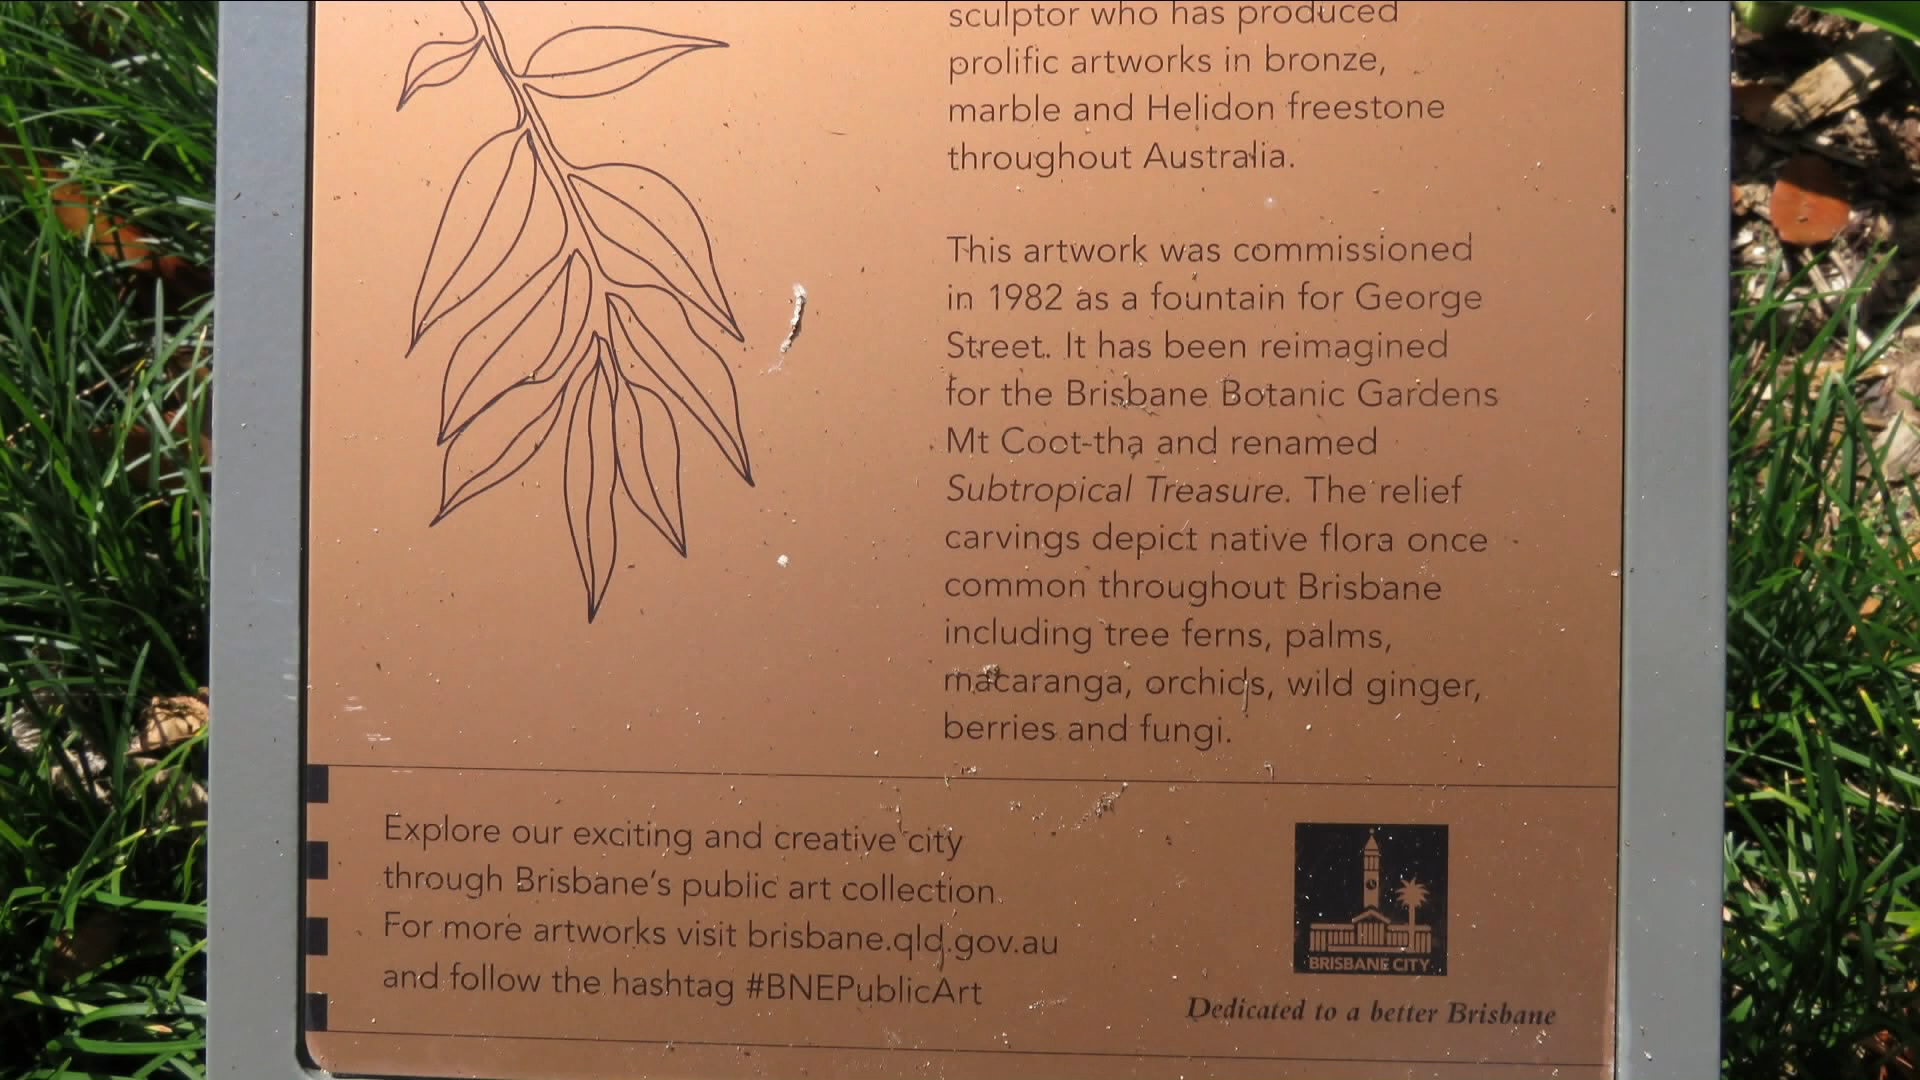 sculptor who has produced
prolific artworks in bronze,
marble and Helidon freestone
throughout Australia.
This artwork was commissioned
in 1982 as a fountain for George
Street. It has been reimagined
for the Brisbane Botanic Gardens
Mt Coot-tha and renamed
Subtropical Treasure. The relief
carvings depict native flora once
common throughout Brisbane
including tree ferns, palms,
macaranga, orchids, wild ginger,
berries and fungi.
Explore our exciting and creative city
through Brisbane's public art collection.
For more artworks visit brisbane.qld.gov.au
and follow the hashtag #BNEPublicArt
BRISBANE CITY
Dedicated to a better Brisbane